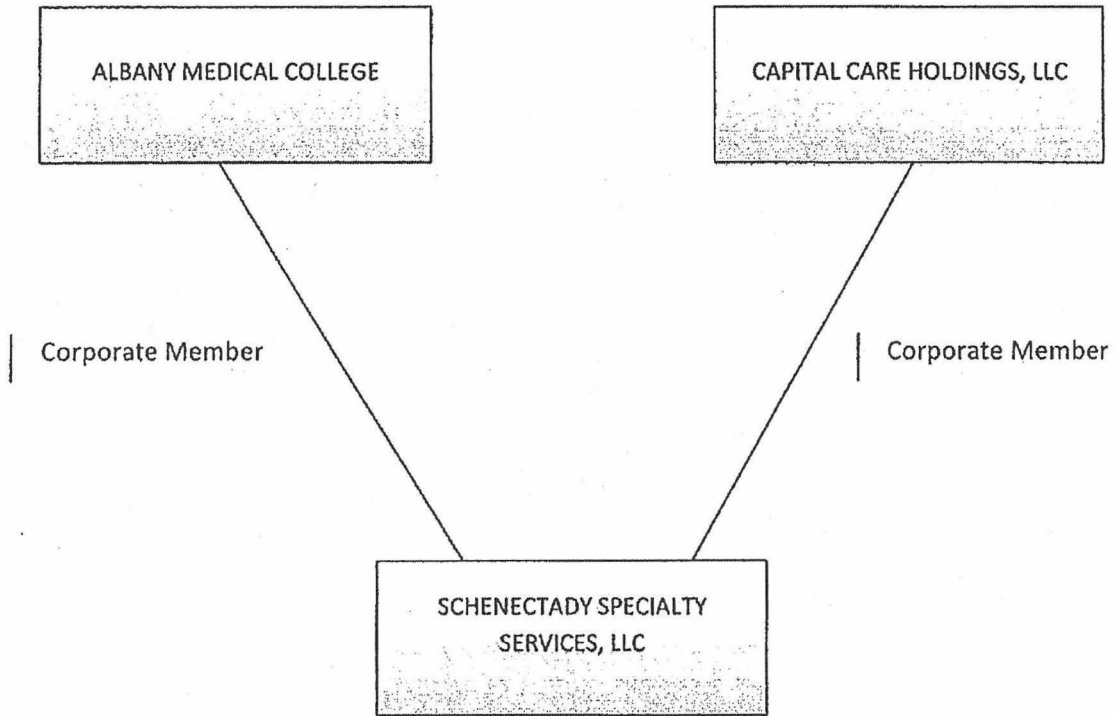 ALBANY MEDICAL COLLEGE
CAPITAL CARE HOLDINGS, LLC
Corporate Member
Corporate Member
SCHENECTADY SPECIALTY
SERVICES, LLC